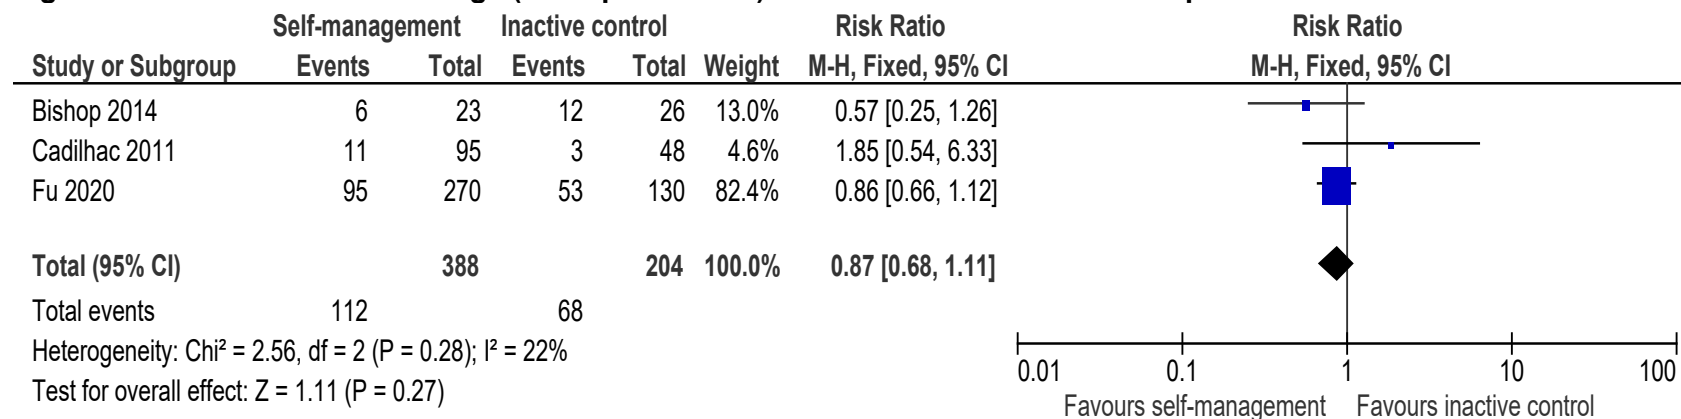 Self-management Inactive control Risk Ratio Risk Ratio
Study or Subgroup Events Total Events Total Weight M-H, Fixed, 95% CI M-H, Fixed, 95% CI
Bishop 2014 6 23 12 26 13.0% 0.57 [0.25, 1.26]
Cadilhac 2011 11 95 3 48 4.6% 1.85 [0.54, 6.33]
Fu 2020 95 270 53 130 82.4% 0.86 [0.66, 1.12]
Total (95% CI) 388 204 100.0% 0.87 [0.68, 1.11]
Total events 112 68
Heterogeneity: Chi² = 2.56, df = 2 (P = 0.28); I² = 22%
Test for overall effect: Z = 1.11 (P = 0.27)
0.01 0.1 1 10 100
Favours self-management Favours inactive control